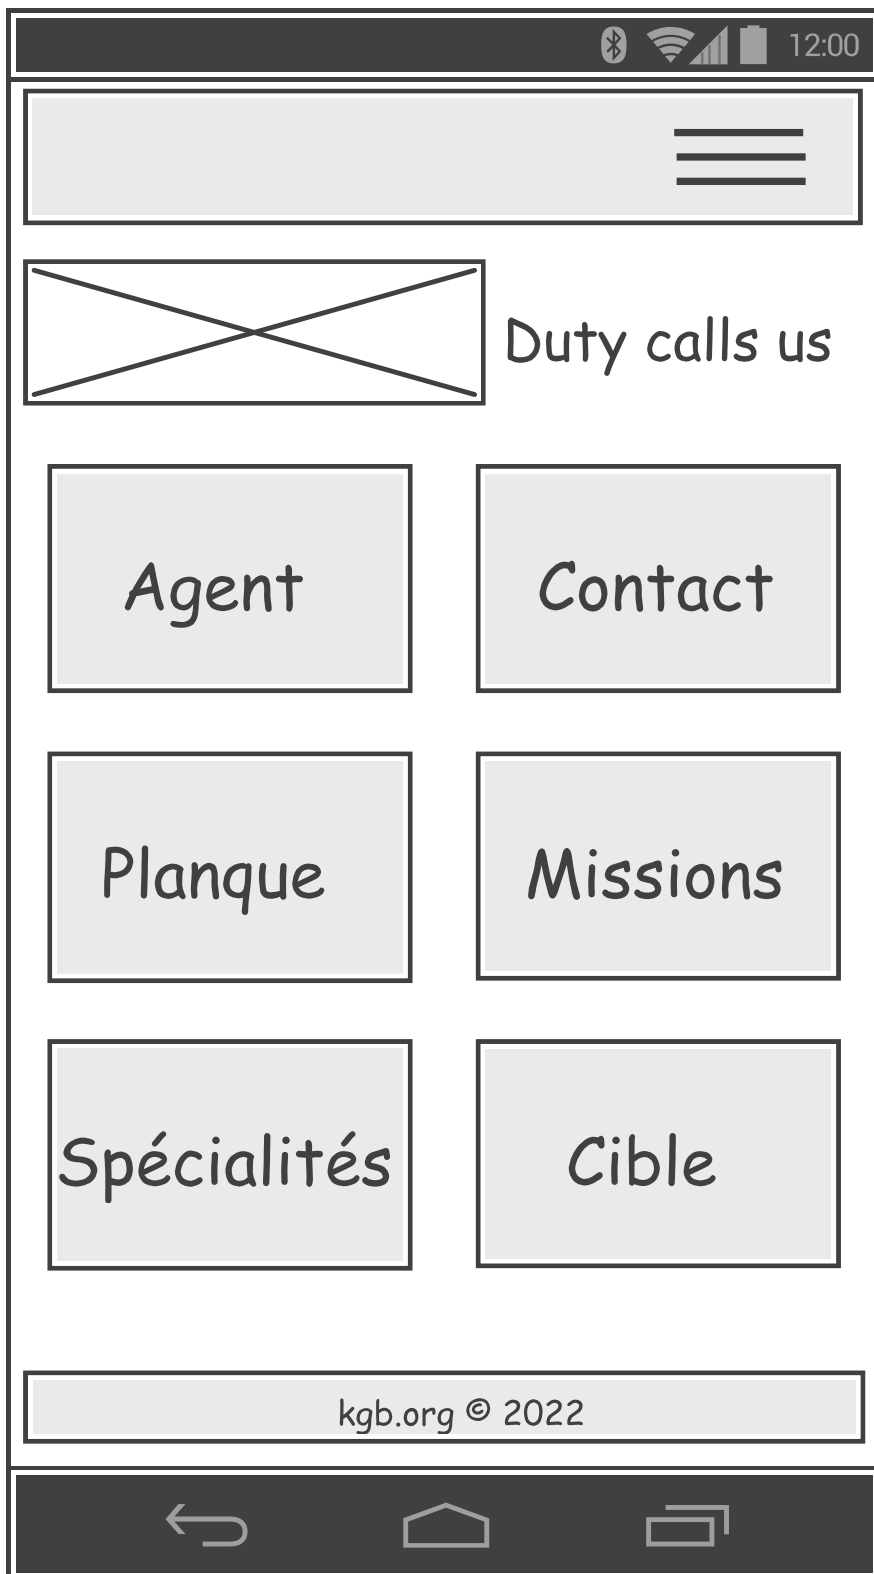 12:00
Duty calls us
Agent
Contact
Planque
Missions
Spécialités
Cible
kgb.org © 2022